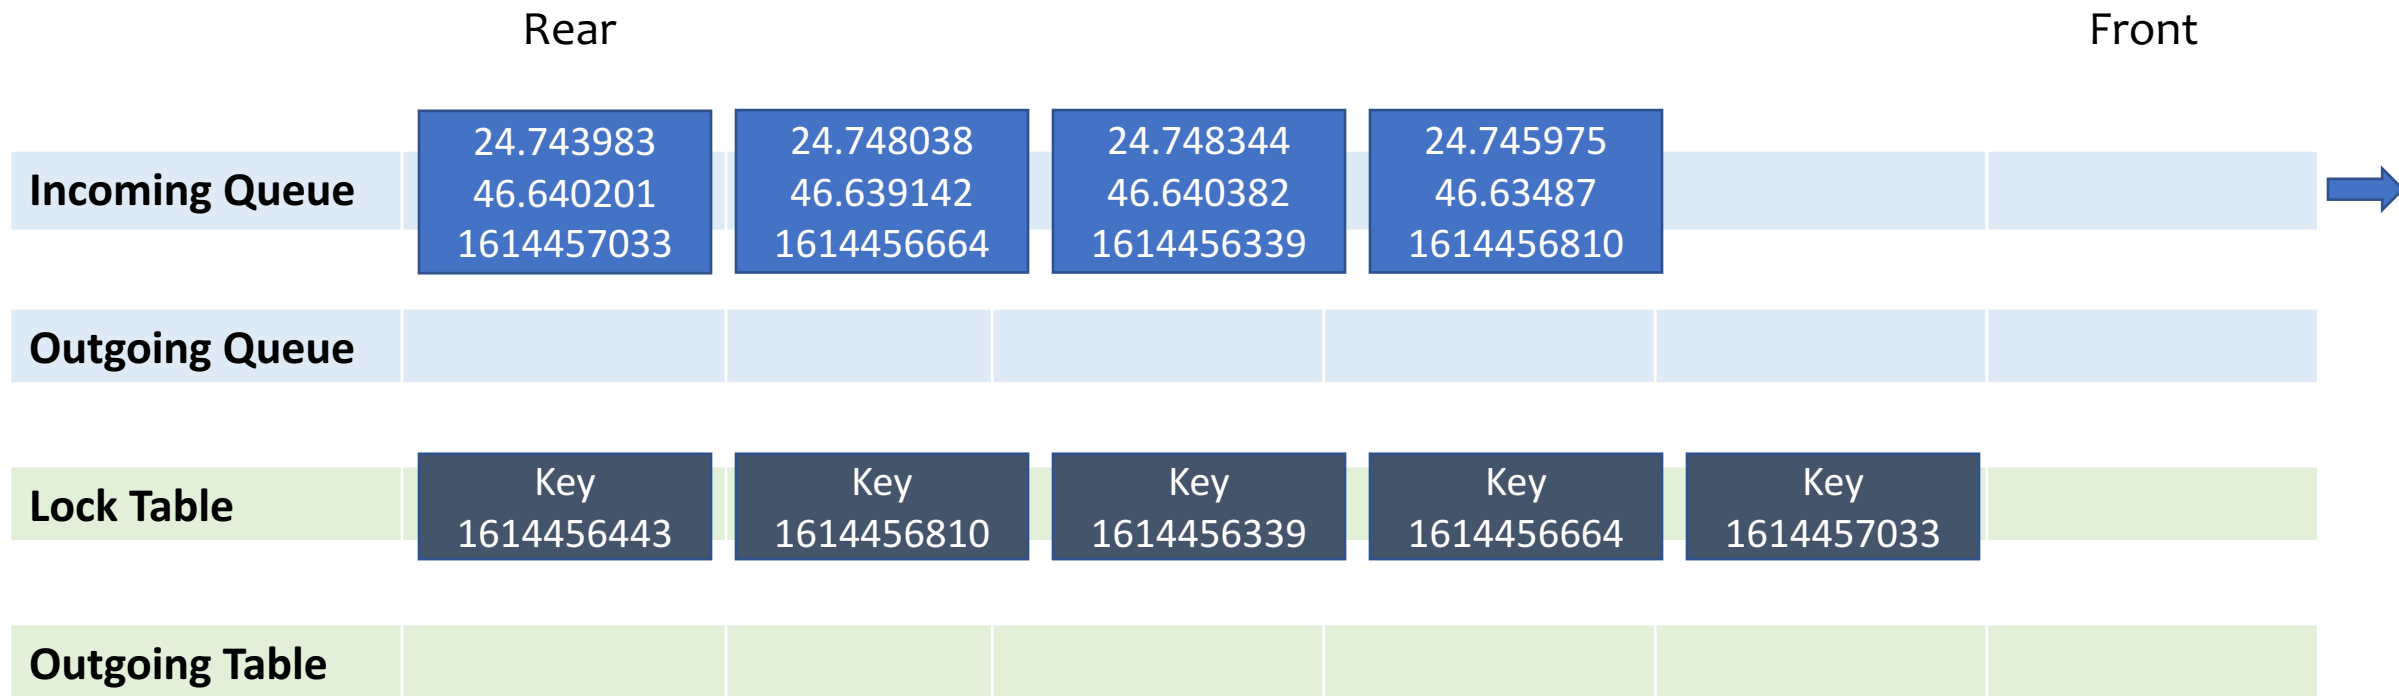 Rear
Front
Incoming Queue
24.743983
46.640201
1614457033
24.748038
46.639142
1614456664
24.748344
46.640382
1614456339
24.745975
46.63487
1614456810
Outgoing Queue
Lock Table
Key
1614456443
Key
1614456810
Key
1614456339
Key
1614456664
Key
1614457033
Outgoing Table